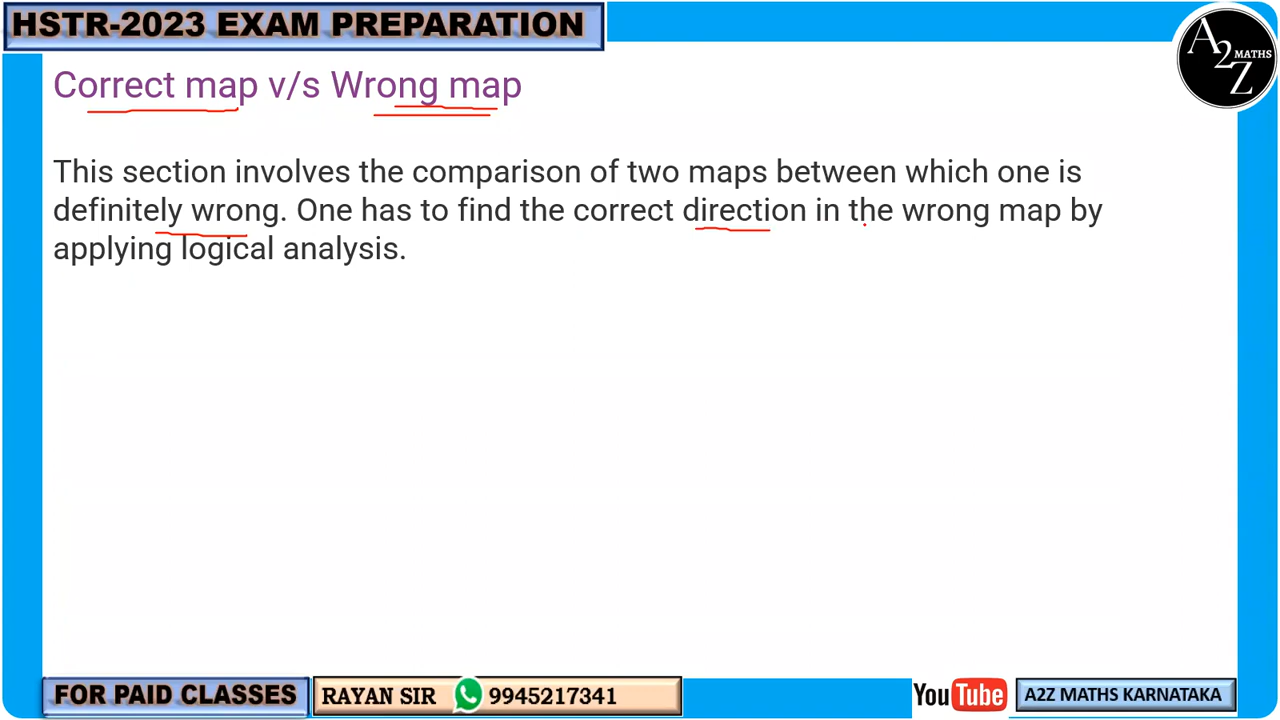 HSTR-2023 EXAM PREPARATION
A2Z MATHS
Correct map v/s Wrong map
This section involves the comparison of two maps between which one is
definitely wrong. One has to find the correct direction in the wrong map by
applying logical analysis.
FOR PAID CLASSES
RAYAN SIR 9945217341
YouTube
A2Z MATHS KARNATAKA